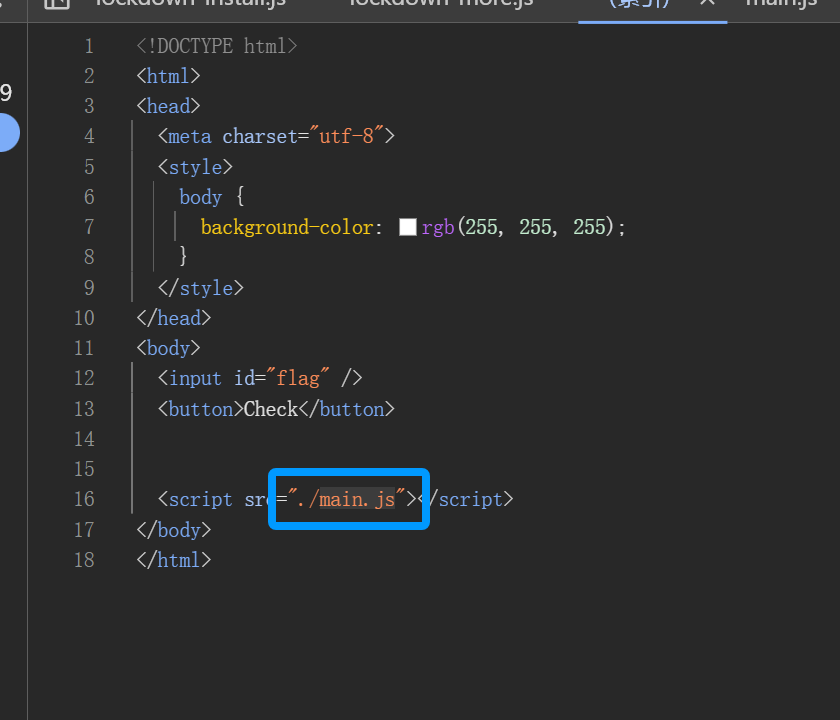 lockdown-install.js lockdown-more.js (索引) × main.js
9
1 <!DOCTYPE html>
2 <html>
3 <head>
4 <meta charset="utf-8">
5 <style>
6 body {
7 background-color: rgb(255, 255, 255);
8 }
9 </style>
10 </head>
11 <body>
12 <input id="flag" />
13 <button>Check</button>
14
15
16 <script src="./main.js"></script>
17 </body>
18 </html>